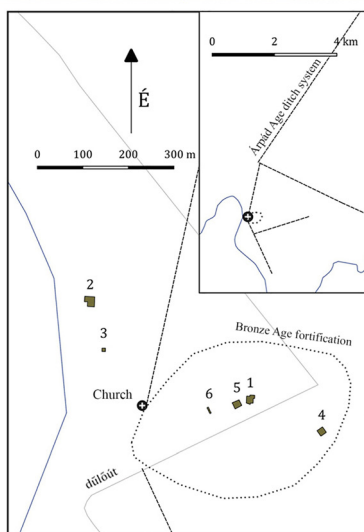 É
0 100 200 300 m
0 2 4 km
Árpád Age ditch system
2
3
Bronze Age fortification
Church
6 5 1
4
dűlőút